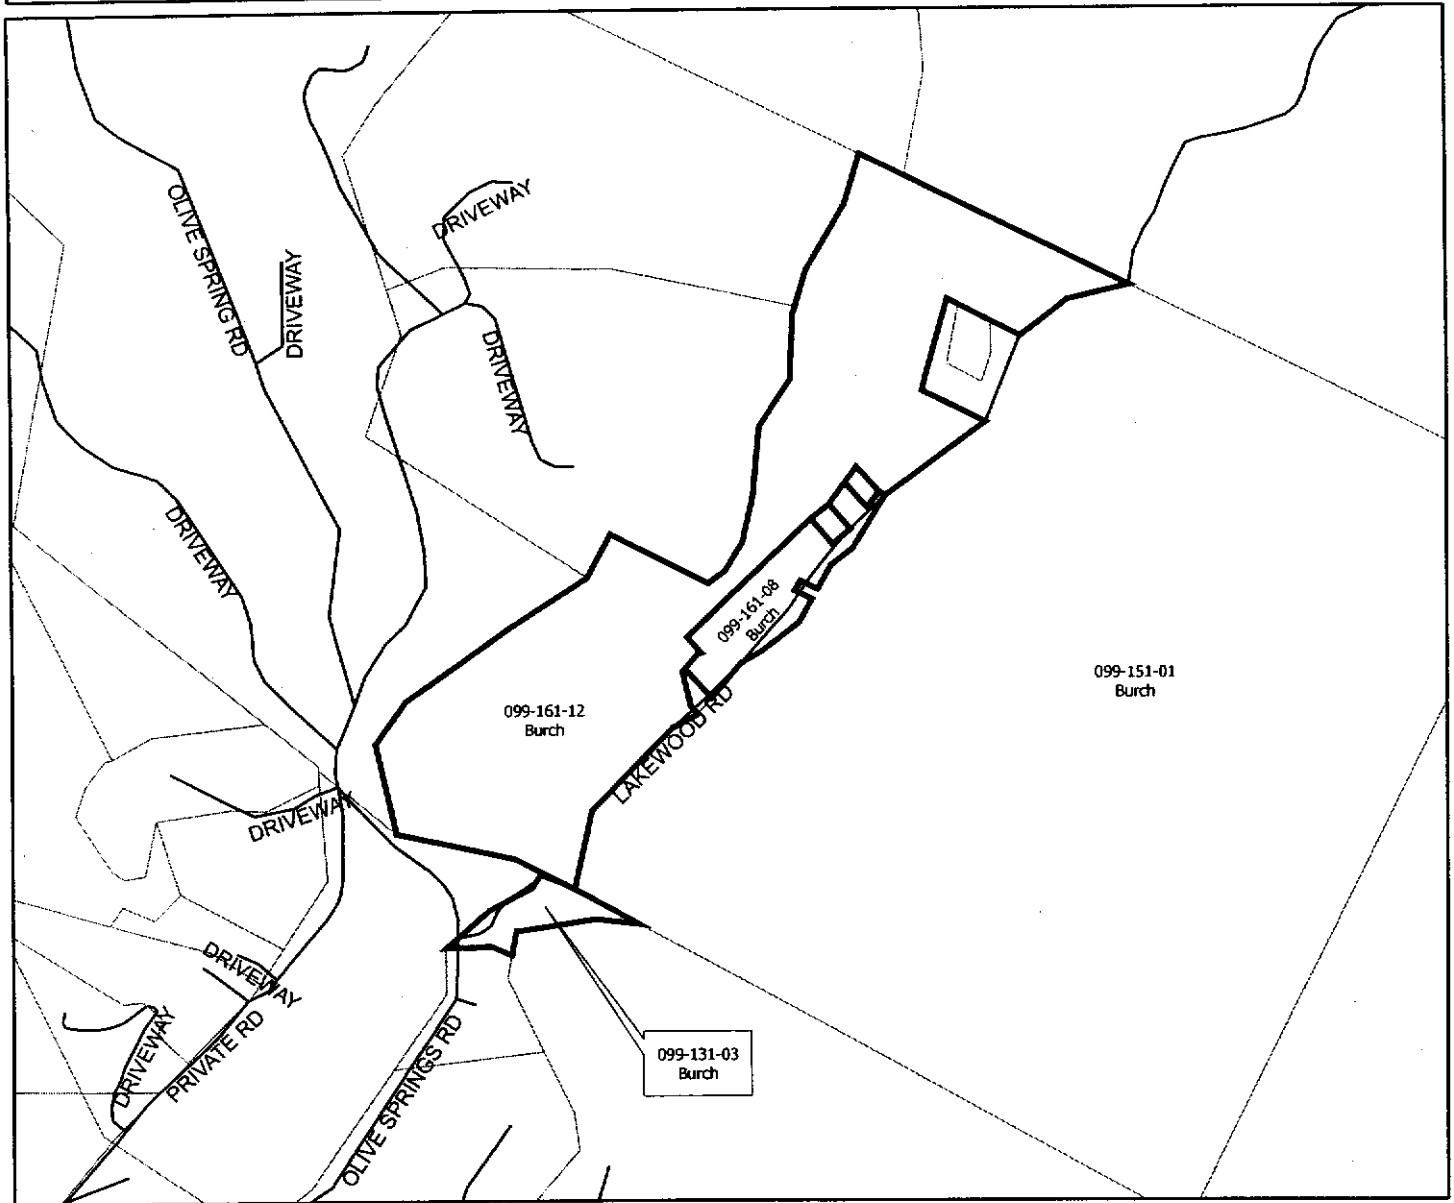 DRIVEWAY
OLIVE SPRING RD
DRIVEWAY
DRIVEWAY
DRIVEWAY
099-161-08
Burch
099-151-01
Burch
099-161-12
Burch
LAKEWOOD RD
DRIVEWAY
DRIVEWAY
DRIVEWAY
PRIVATE RD
OLIVE SPRINGS RD
099-131-03
Burch